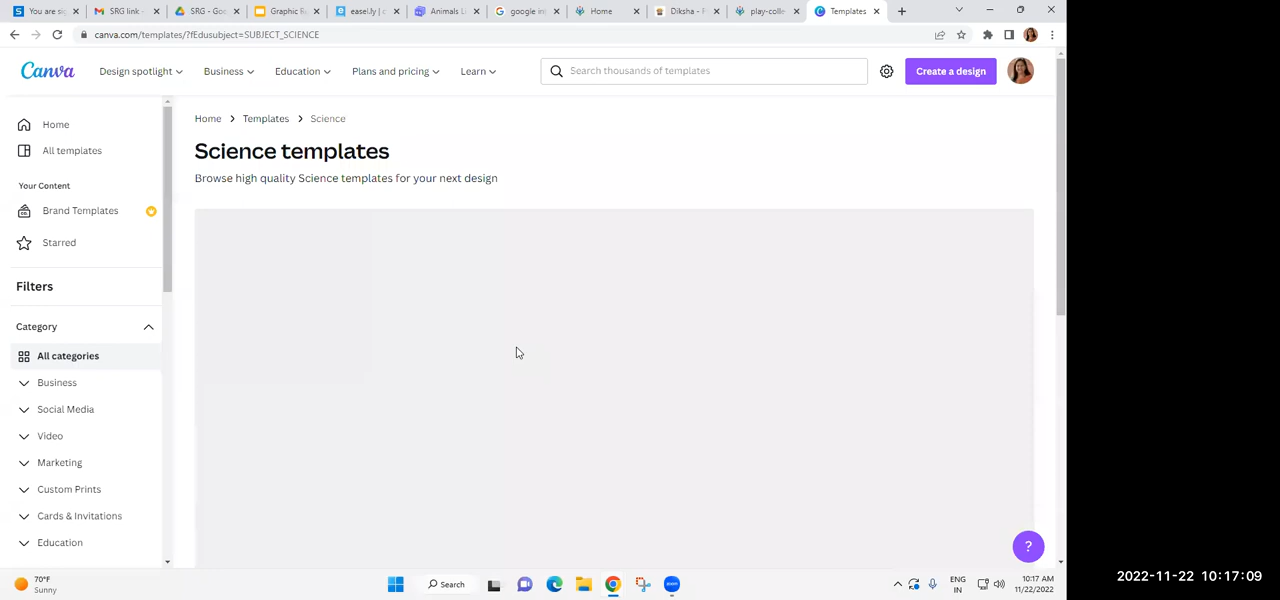 You are sig
SRG link -
SRG - Goo
Graphic R
easel.ly | c
Animals Li
google in
Home
Diksha - P
play-colle
Templates
canva.com/templates/?fEdusubject=SUBJECT_SCIENCE
Canva
Design spotlight
Business
Education
Plans and pricing
Learn
Search thousands of templates
Create a design
Home
All templates
Your Content
Brand Templates
Starred
Filters
Category
All categories
Business
Social Media
Video
Marketing
Custom Prints
Cards & Invitations
Education
Home > Templates > Science
Science templates
Browse high quality Science templates for your next design
?
70°F
Sunny
Search
ENG
IN
10:17 AM
11/22/2022
2022-11-22 10:17:09